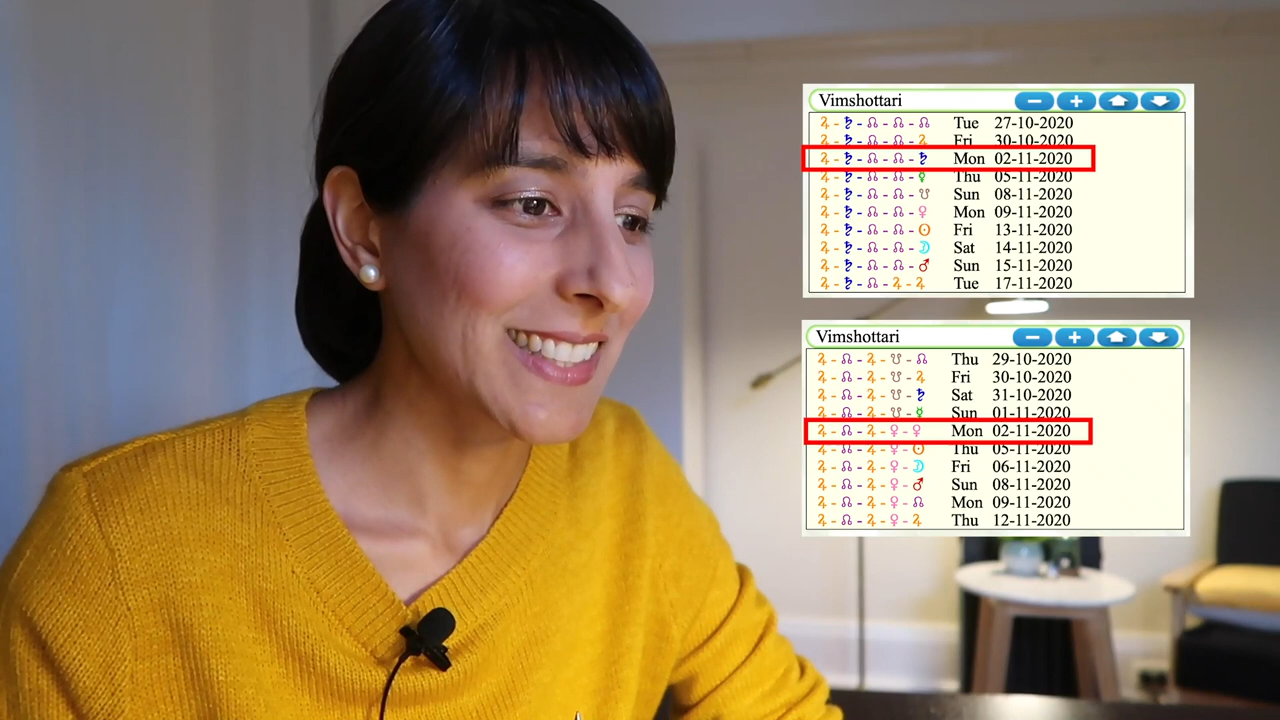 Vimshottari
♃ - ♄ - ☊ - ☊ - ☊ Tue 27-10-2020
♃ - ♄ - ☊ - ☊ - ♃ Fri 30-10-2020
♃ - ♄ - ☊ - ☊ - ♄ Mon 02-11-2020
♃ - ♄ - ☊ - ☊ - ☿ Thu 05-11-2020
♃ - ♄ - ☊ - ☊ - ☋ Sun 08-11-2020
♃ - ♄ - ☊ - ☊ - ♀ Mon 09-11-2020
♃ - ♄ - ☊ - ☊ - ☉ Fri 13-11-2020
♃ - ♄ - ☊ - ☊ - ☽ Sat 14-11-2020
♃ - ♄ - ☊ - ☊ - ♂ Sun 15-11-2020
♃ - ♄ - ☊ - ♃ - ♃ Tue 17-11-2020
Vimshottari
♃ - ☊ - ♃ - ☋ - ☊ Thu 29-10-2020
♃ - ☊ - ♃ - ☋ - ♃ Fri 30-10-2020
♃ - ☊ - ♃ - ☋ - ♄ Sat 31-10-2020
♃ - ☊ - ♃ - ☋ - ☿ Sun 01-11-2020
♃ - ☊ - ♃ - ♀ - ♀ Mon 02-11-2020
♃ - ☊ - ♃ - ♀ - ☉ Thu 05-11-2020
♃ - ☊ - ♃ - ♀ - ☽ Fri 06-11-2020
♃ - ☊ - ♃ - ♀ - ♂ Sun 08-11-2020
♃ - ☊ - ♃ - ♀ - ☊ Mon 09-11-2020
♃ - ☊ - ♃ - ♀ - ♃ Thu 12-11-2020